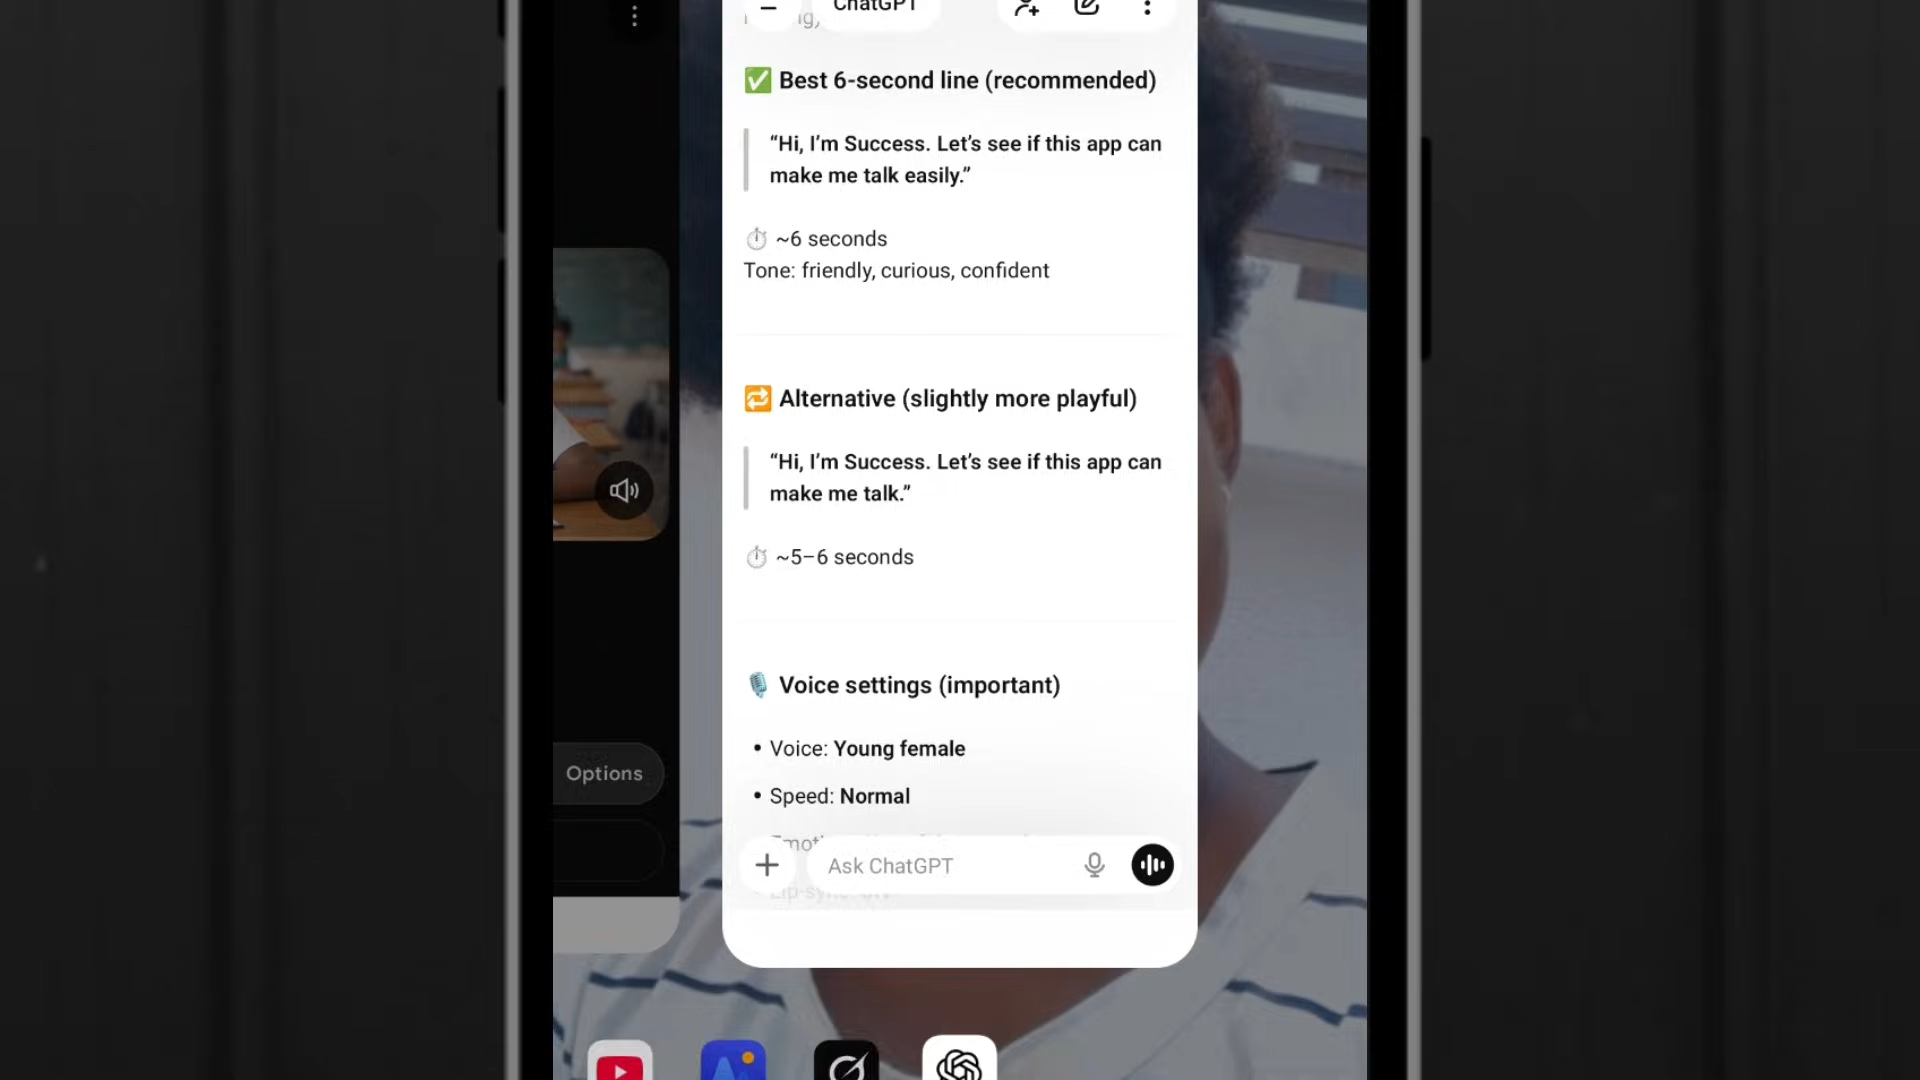 ChatGPT
✅ Best 6-second line (recommended)
“Hi, I’m Success. Let’s see if this app can
make me talk easily.”
⏱️ ~6 seconds
Tone: friendly, curious, confident
🔁 Alternative (slightly more playful)
“Hi, I’m Success. Let’s see if this app can
make me talk.”
⏱️ ~5–6 seconds
🎙️ Voice settings (important)
• Voice: Young female
• Speed: Normal
Options
Ask ChatGPT